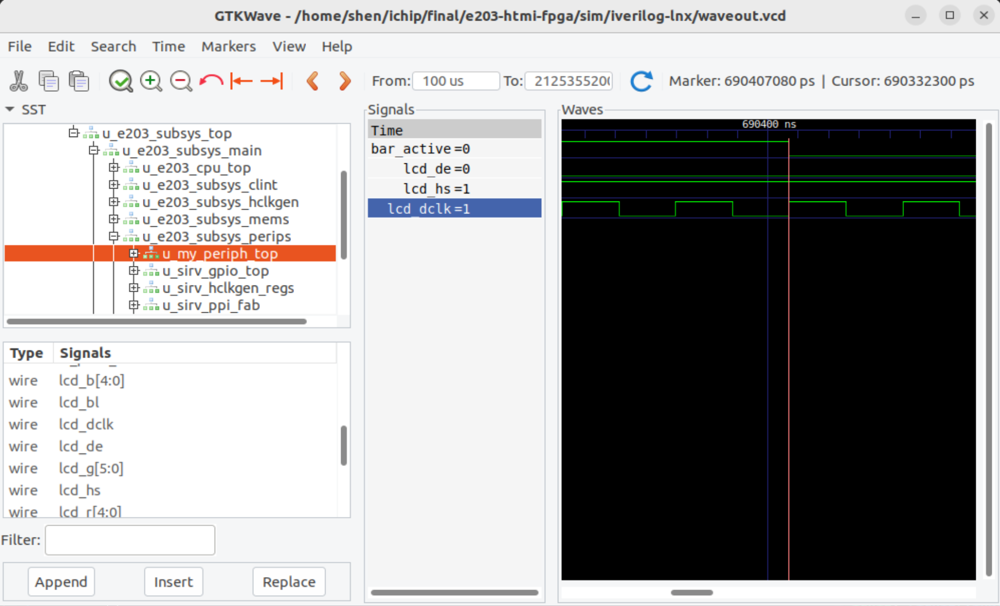 GTKWave - /home/shen/ichip/final/e203-htmi-fpga/sim/iverilog-lnx/waveout.vcd
File Edit Search Time Markers View Help
From: 100 us To: 2125355200 Marker: 690407080 ps | Cursor: 690332300 ps
SST
u_e203_subsys_top
u_e203_subsys_main
u_e203_cpu_top
u_e203_subsys_clint
u_e203_subsys_hclkgen
u_e203_subsys_mems
u_e203_subsys_perips
u_my_periph_top
u_sirv_gpio_top
u_sirv_hclkgen_regs
u_sirv_ppi_fab
Type Signals
wire lcd_b[4:0]
wire lcd_bl
wire lcd_dclk
wire lcd_de
wire lcd_g[5:0]
wire lcd_hs
wire lcd_r[4:0]
Filter:
Append Insert Replace
Signals
Time
bar_active=0
lcd_de=0
lcd_hs=1
lcd_dclk=1
Waves
690400 ns